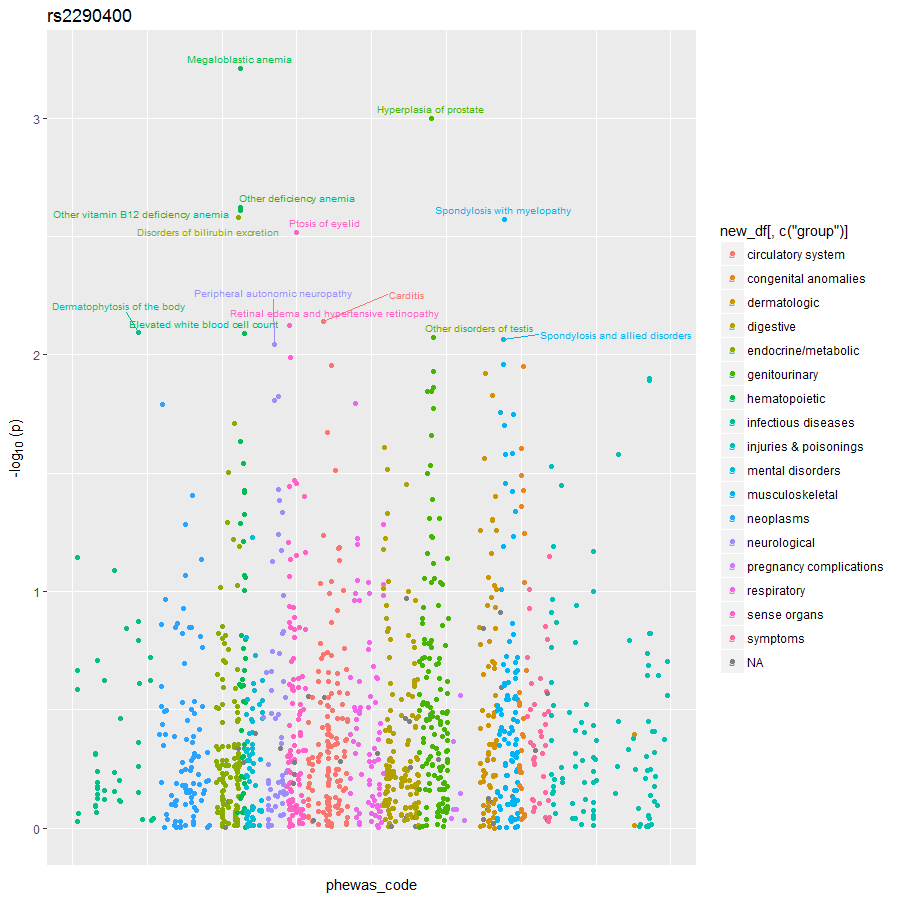 rs2290400
Megaloblastic anemia
Hyperplasia of prostate
3
Other deficiency anemia
Other vitamin B12 deficiency anemia
Spondylosis with myelopathy
Ptosis of eyelid
Disorders of bilirubin excretion
Peripheral autonomic neuropathy
Carditis
Dermatophytosis of the body
Retinal edema and hypertensive retinopathy
Elevated white blood cell count
Other disorders of testis
Spondylosis and allied disorders
2
1
0
-log10 (p)
phewas_code
new_df[, c("group")]
circulatory system
congenital anomalies
dermatologic
digestive
endocrine/metabolic
genitourinary
hematopoietic
infectious diseases
injuries & poisonings
mental disorders
musculoskeletal
neoplasms
neurological
pregnancy complications
respiratory
sense organs
symptoms
NA